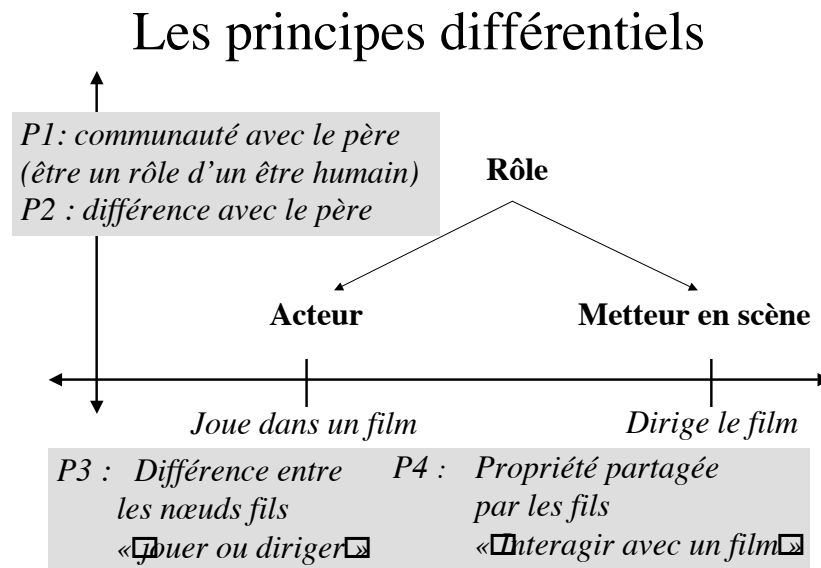 Les principes différentiels
P1: communauté avec le père
(être un rôle d'un être humain)
P2 : différence avec le père
Rôle
Acteur
Metteur en scène
Joue dans un film
Dirige le film
P3 : Différence entre
les nœuds fils
« jouer ou diriger »
P4 : Propriété partagée
par les fils
« Interagir avec un film »